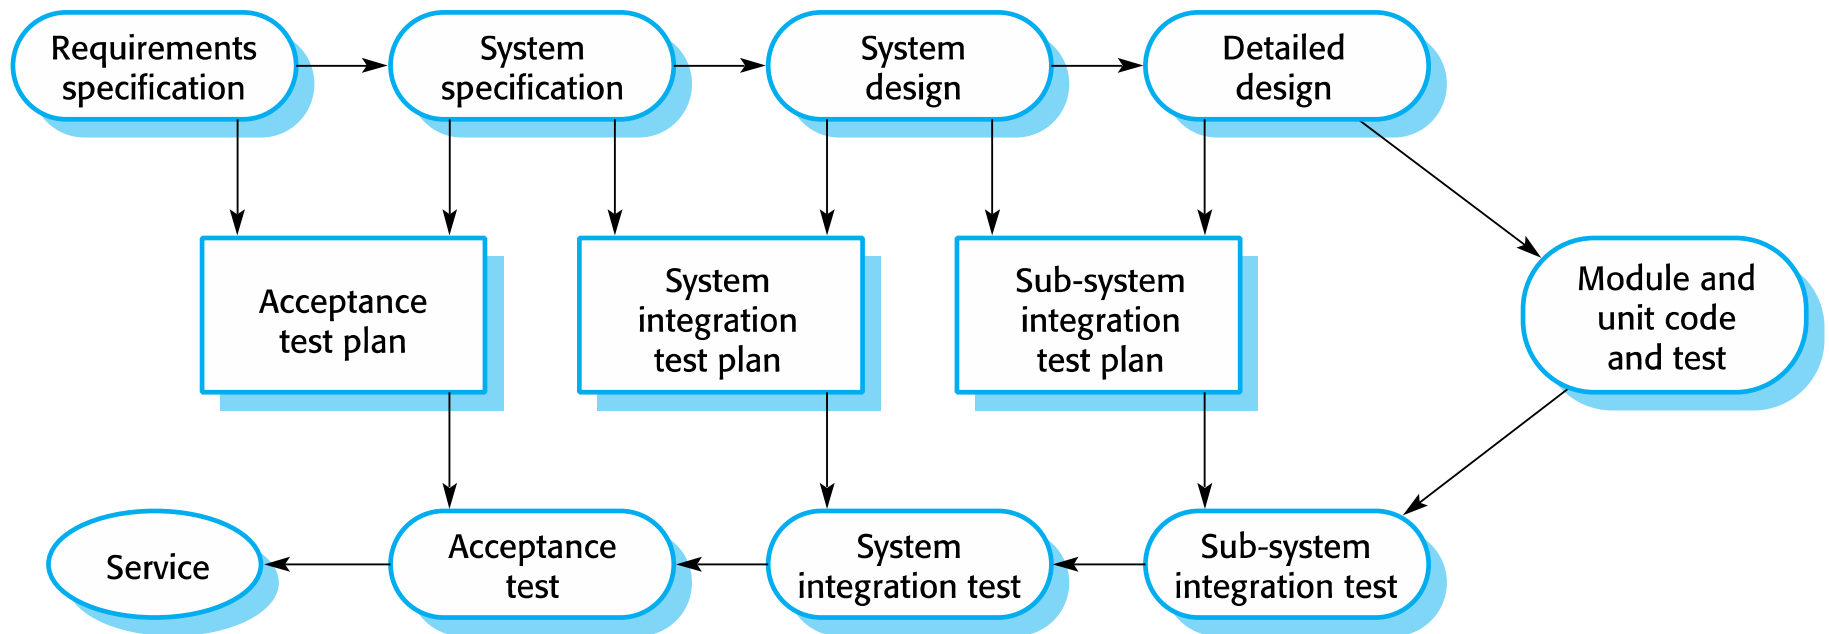 Requirements
specification
System
specification
System
design
Detailed
design
Acceptance
test plan
System
integration
test plan
Sub-system
integration
test plan
Module and
unit code
and test
Service
Acceptance
test
System
integration test
Sub-system
integration test